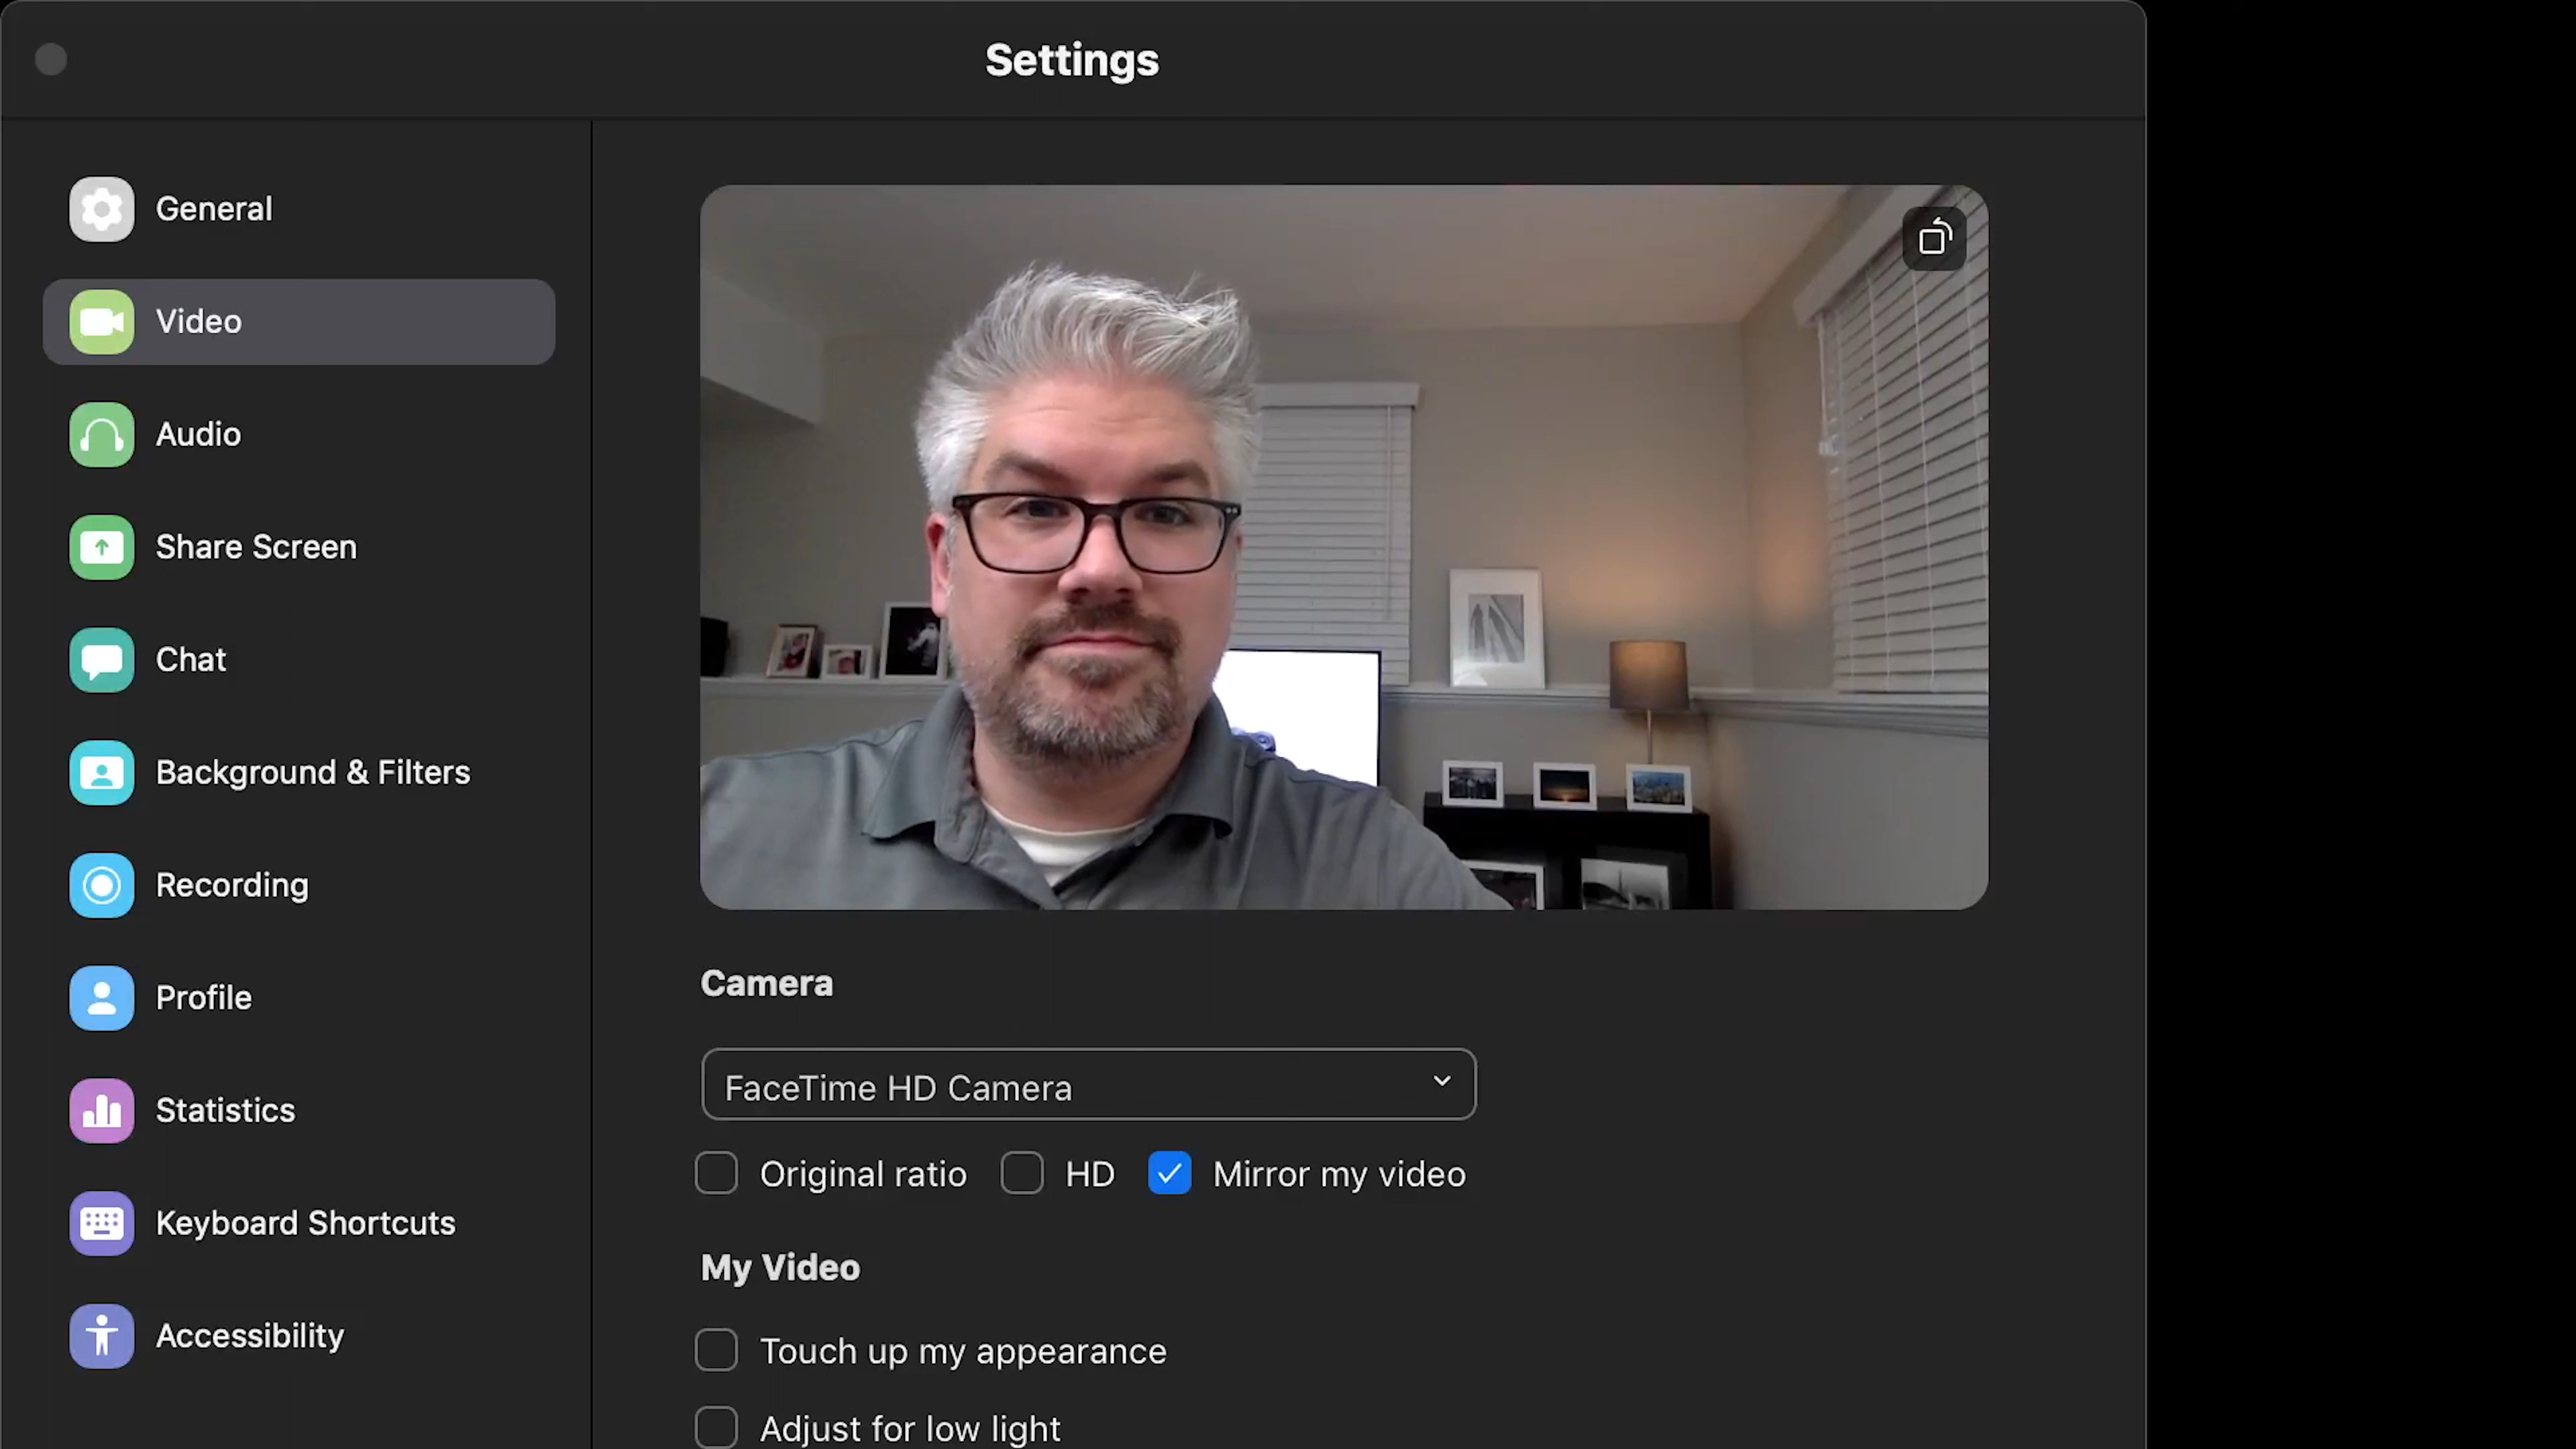 Settings
General
Video
Audio
Share Screen
Chat
Background & Filters
Recording
Profile
Statistics
Keyboard Shortcuts
Accessibility
Camera
FaceTime HD Camera
Original ratio HD Mirror my video
My Video
Touch up my appearance
Adjust for low light